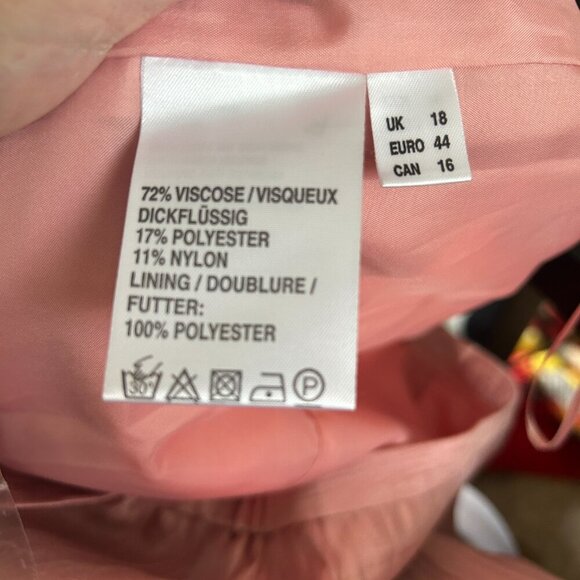 72% VISCOSE / VISQUEUX
DICKFLÜSSIG
17% POLYESTER
11% NYLON
LINING / DOUBLURE /
FUTTER:
100% POLYESTER
30°
P
UK 18
EURO 44
CAN 16